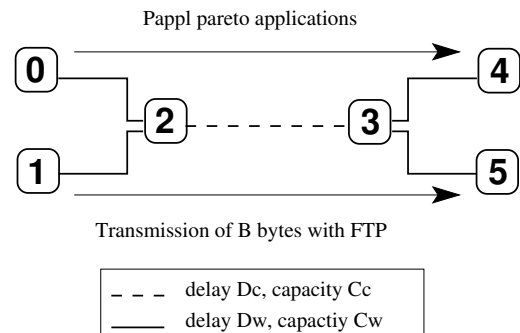 Pappl pareto applications
0
4
2
3
1
5
Transmission of B bytes with FTP
delay Dc, capacity Cc
delay Dw, capactiy Cw